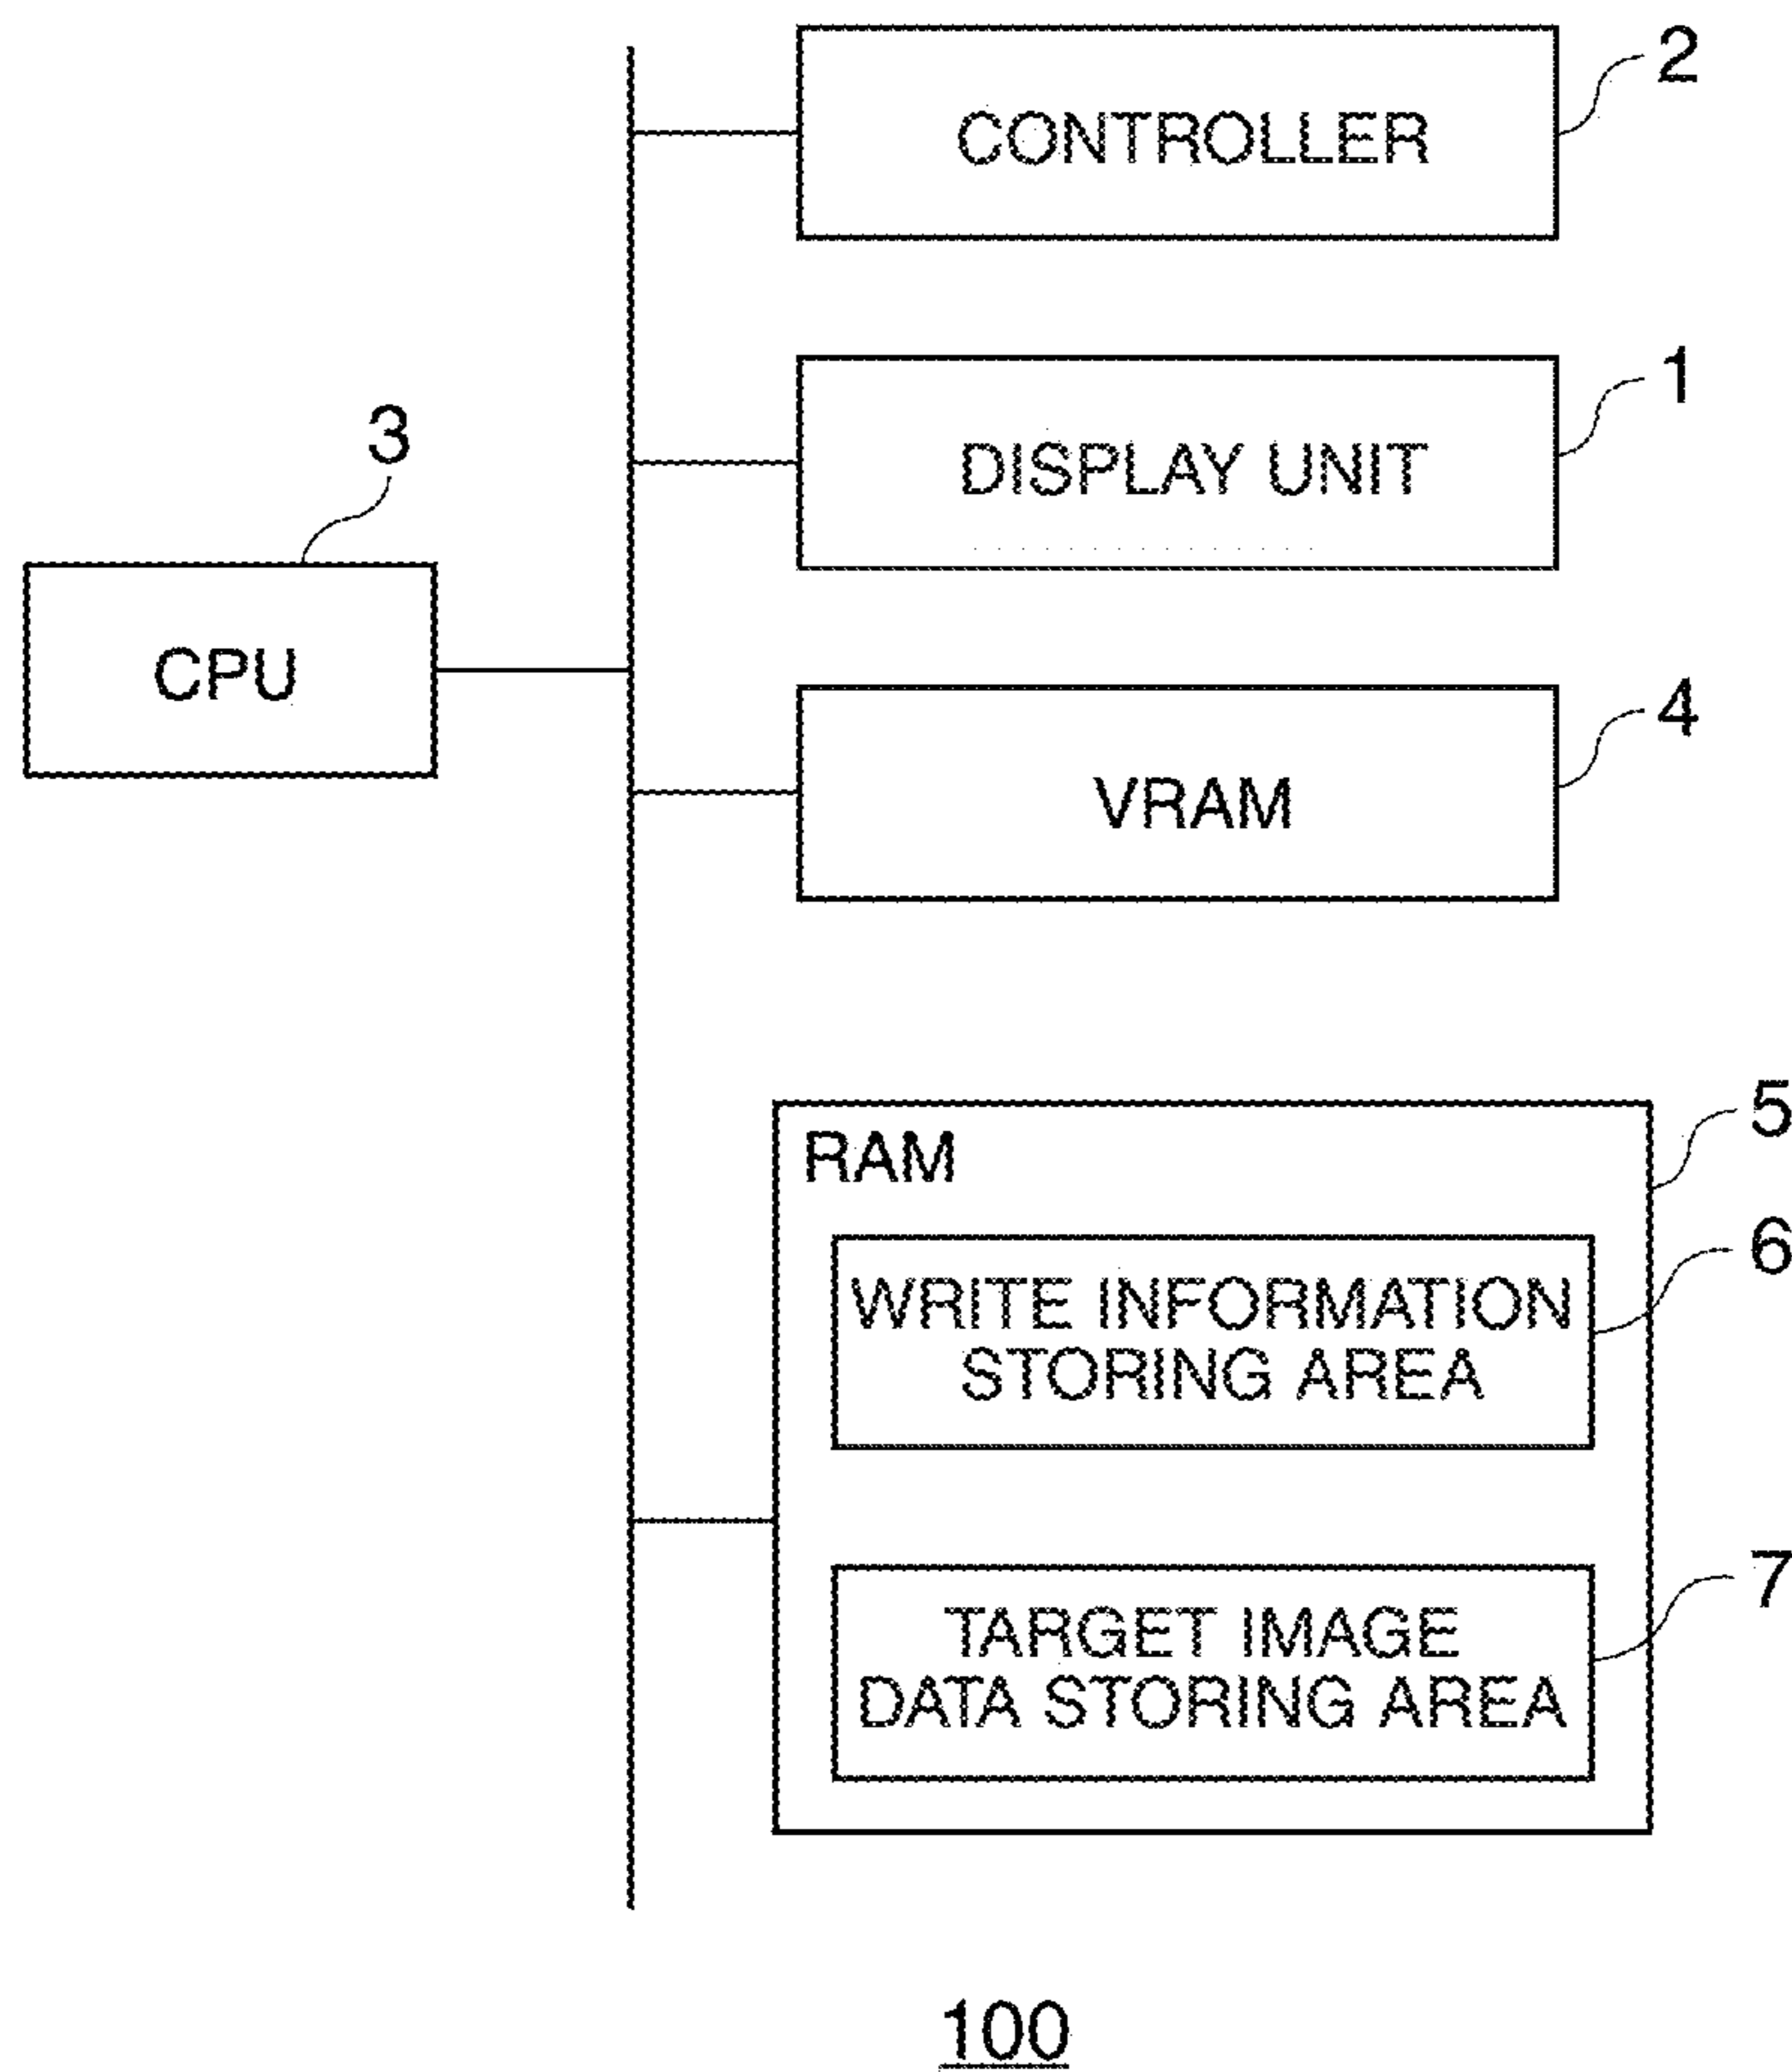 2
CONTROLLER
1
DISPLAY UNIT
3
CPU
4
VRAM
5
RAM
6
WRITE INFORMATION
STORING AREA
7
TARGET IMAGE
DATA STORING AREA
100